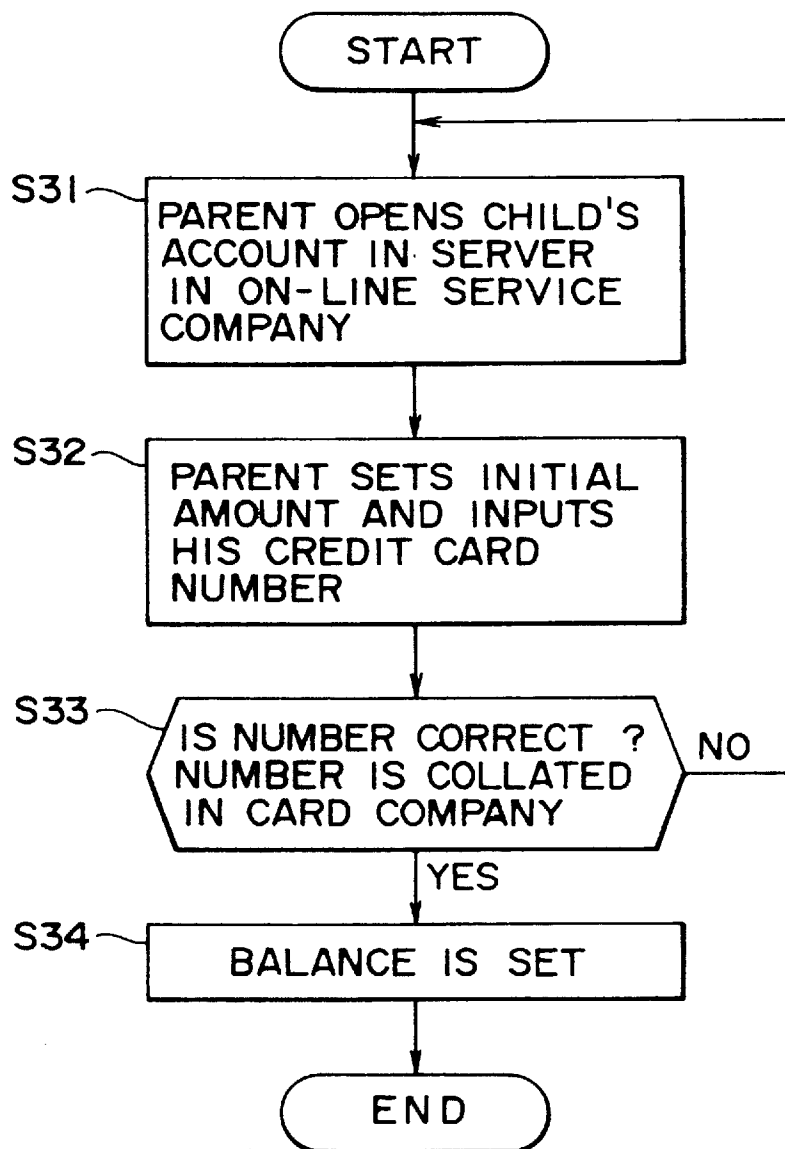 START
S31
PARENT OPENS CHILD'S
ACCOUNT IN SERVER
IN ON-LINE SERVICE
COMPANY
S32
PARENT SETS INITIAL
AMOUNT AND INPUTS
HIS CREDIT CARD
NUMBER
S33
IS NUMBER CORRECT ?
NUMBER IS COLLATED
IN CARD COMPANY
NO
YES
S34
BALANCE IS SET
END